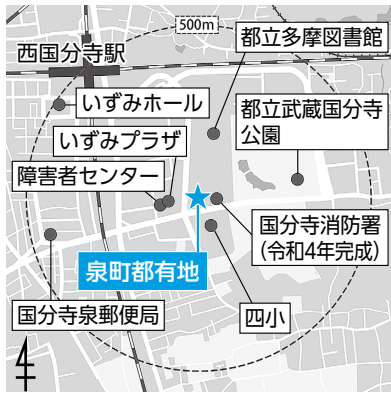 500m
西国分寺駅
都立多摩図書館
いずみホール
いずみプラザ
都立武蔵国分寺
公園
障害者センター
国分寺消防署
(令和4年完成)
泉町都有地
国分寺泉郵便局
四小